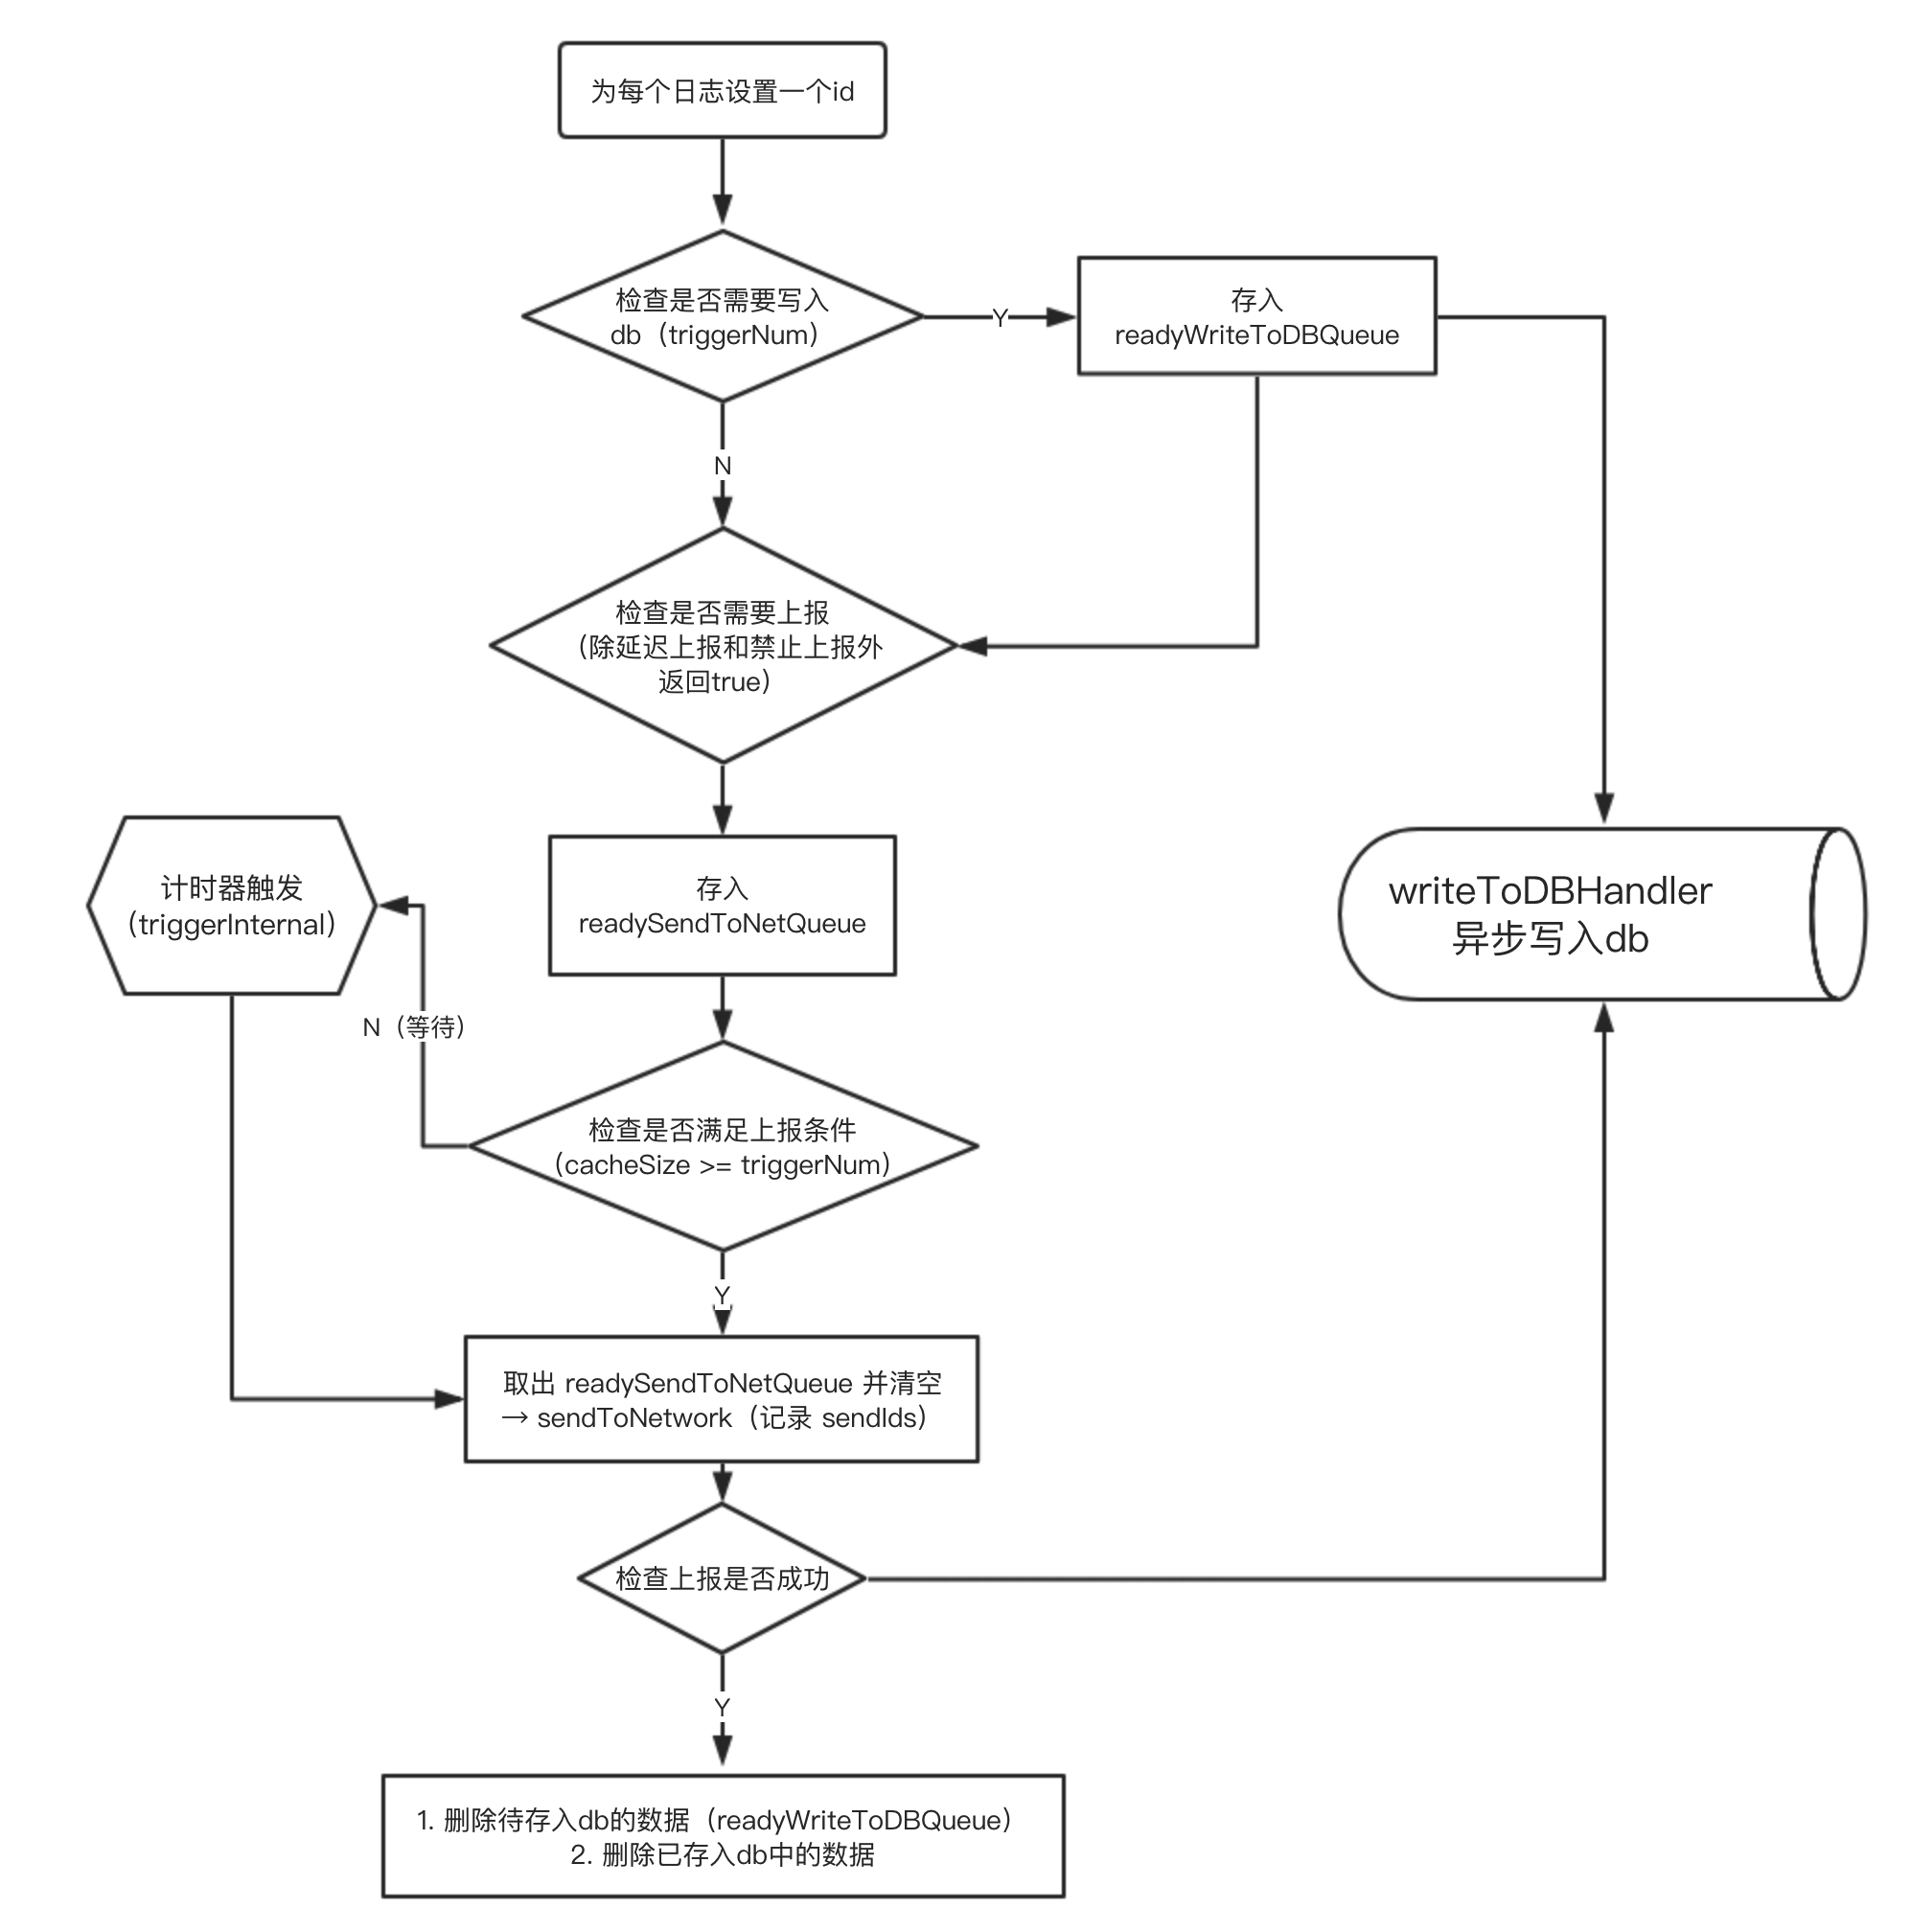 为每个日志设置一个id
检查是否需要写入
db（triggerNum）
Y
存入
readyWriteToDBQueue
N
检查是否需要上报
（除延迟上报和禁止上报外
返回true）
计时器触发
（triggerInternal）
存入
readySendToNetQueue
writeToDBHandler
异步写入db
N（等待）
检查是否满足上报条件
（cacheSize >= triggerNum）
Y
取出 readySendToNetQueue 并清空
→ sendToNetwork（记录 sendIds）
检查上报是否成功
Y
1. 删除待存入db的数据（readyWriteToDBQueue）
2. 删除已存入db中的数据